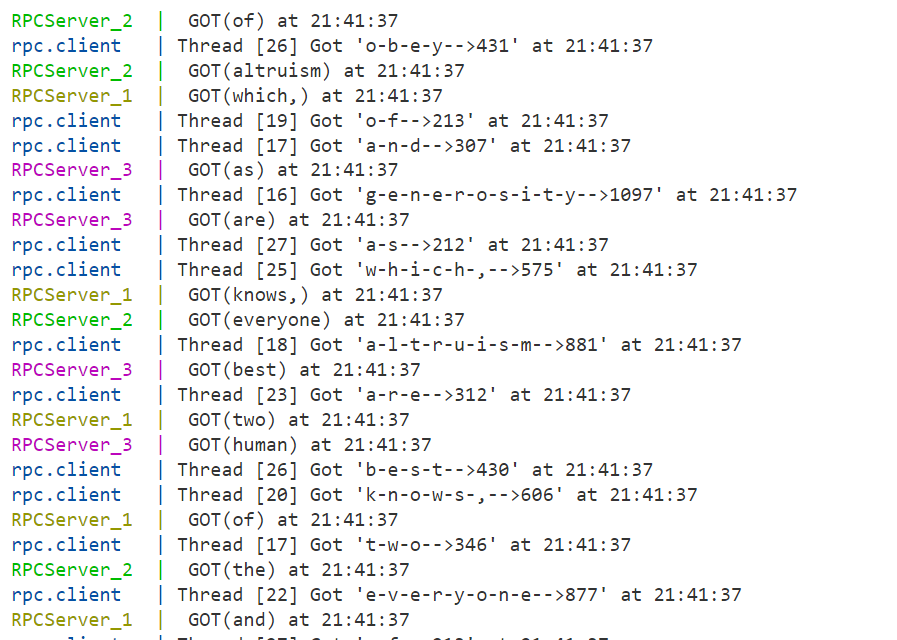 RPCServer_2 | GOT(of) at 21:41:37
rpc.client | Thread [26] Got 'o-b-e-y-->431' at 21:41:37
RPCServer_2 | GOT(altruism) at 21:41:37
RPCServer_1 | GOT(which,) at 21:41:37
rpc.client | Thread [19] Got 'o-f-->213' at 21:41:37
rpc.client | Thread [17] Got 'a-n-d-->307' at 21:41:37
RPCServer_3 | GOT(as) at 21:41:37
rpc.client | Thread [16] Got 'g-e-n-e-r-o-s-i-t-y-->1097' at 21:41:37
RPCServer_3 | GOT(are) at 21:41:37
rpc.client | Thread [27] Got 'a-s-->212' at 21:41:37
rpc.client | Thread [25] Got 'w-h-i-c-h-,-->575' at 21:41:37
RPCServer_1 | GOT(knows,) at 21:41:37
RPCServer_2 | GOT(everyone) at 21:41:37
rpc.client | Thread [18] Got 'a-l-t-r-u-i-s-m-->881' at 21:41:37
RPCServer_3 | GOT(best) at 21:41:37
rpc.client | Thread [23] Got 'a-r-e-->312' at 21:41:37
RPCServer_1 | GOT(two) at 21:41:37
RPCServer_3 | GOT(human) at 21:41:37
rpc.client | Thread [26] Got 'b-e-s-t-->430' at 21:41:37
rpc.client | Thread [20] Got 'k-n-o-w-s-,-->606' at 21:41:37
RPCServer_1 | GOT(of) at 21:41:37
rpc.client | Thread [17] Got 't-w-o-->346' at 21:41:37
RPCServer_2 | GOT(the) at 21:41:37
rpc.client | Thread [22] Got 'e-v-e-r-y-o-n-e-->877' at 21:41:37
RPCServer_1 | GOT(and) at 21:41:37